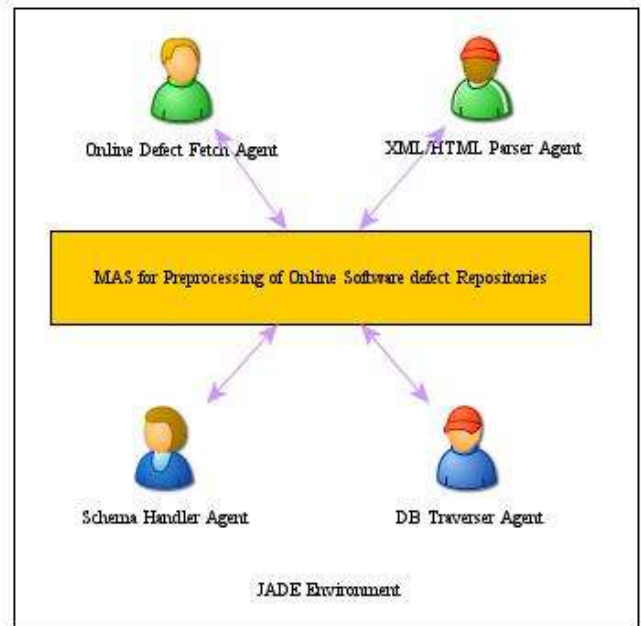 Online Defect Fetch Agent
XML/HTML Parser Agent
MAS for Preprocessing of Online Software defect Repositories
Schema Handler Agent
DB Traverser Agent
JADE Environment